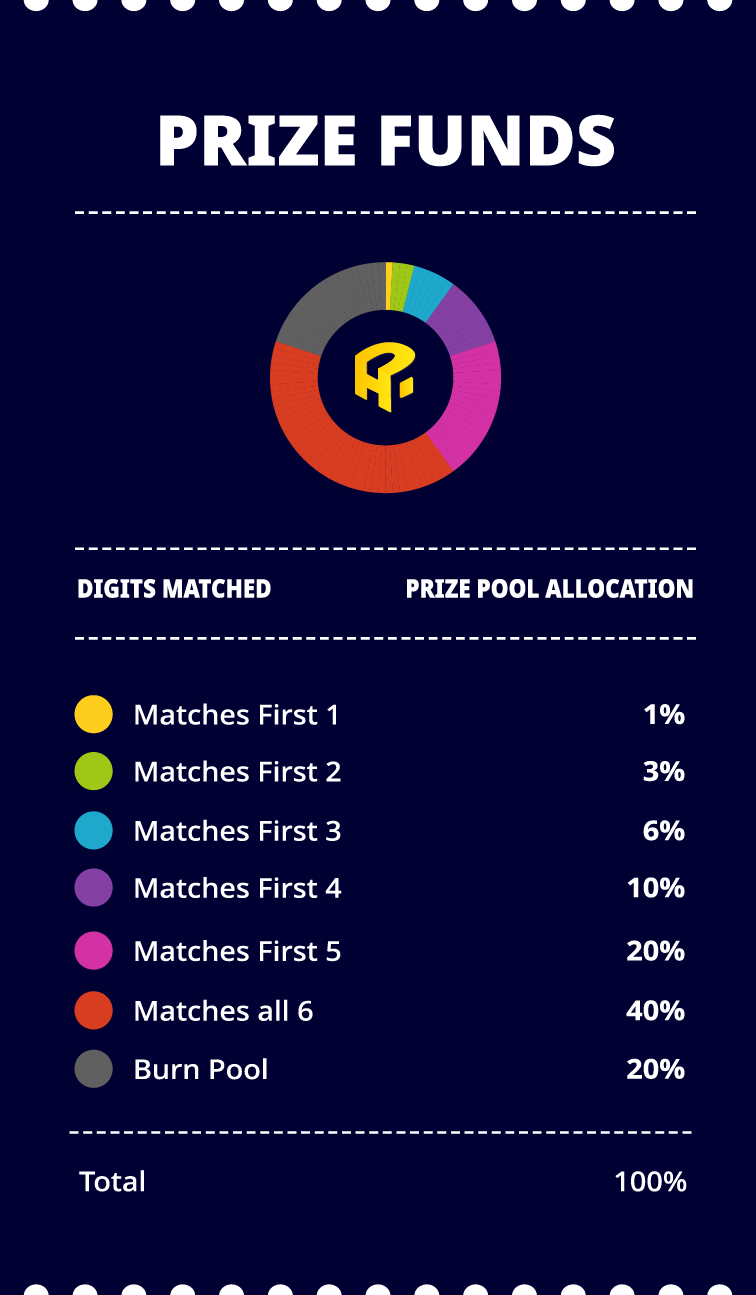 PRIZE FUNDS
DIGITS MATCHED PRIZE POOL ALLOCATION
Matches First 1 1%
Matches First 2 3%
Matches First 3 6%
Matches First 4 10%
Matches First 5 20%
Matches all 6 40%
Burn Pool 20%
Total 100%